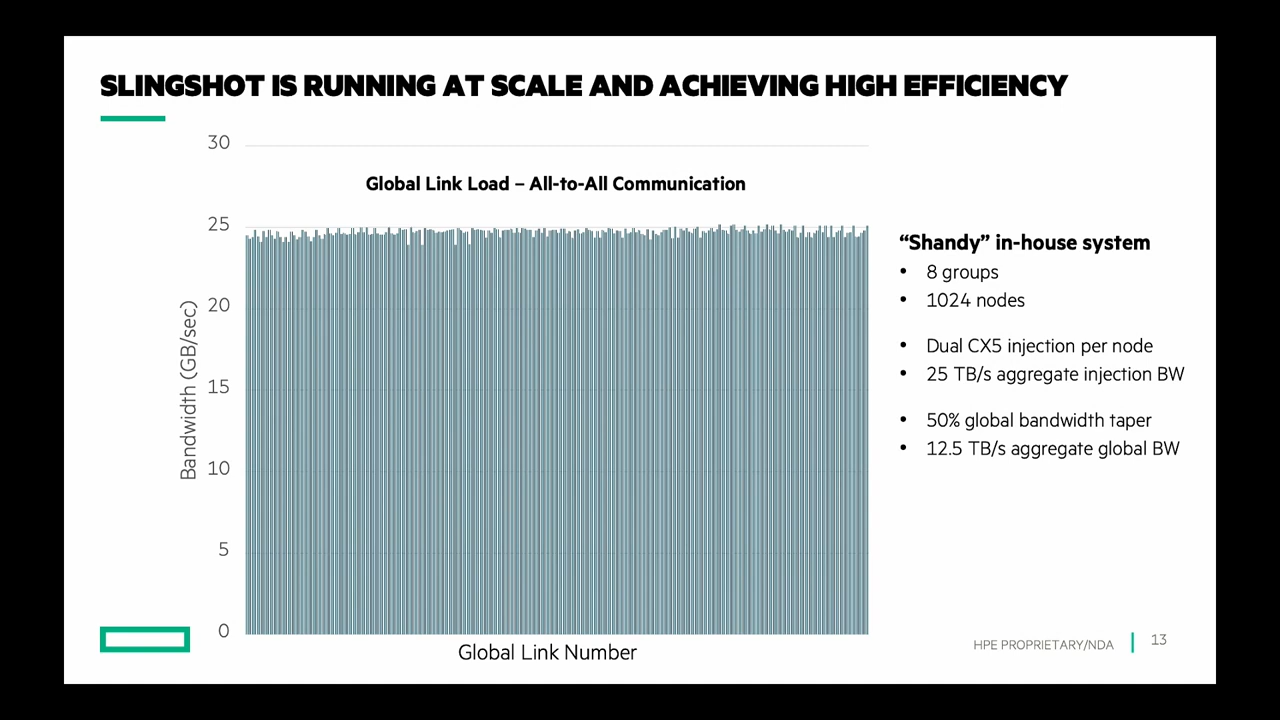 SLINGSHOT IS RUNNING AT SCALE AND ACHIEVING HIGH EFFICIENCY
Global Link Load – All-to-All Communication
30
25
20
15
10
5
0
Bandwidth (GB/sec)
Global Link Number
“Shandy” in-house system
• 8 groups
• 1024 nodes
• Dual CX5 injection per node
• 25 TB/s aggregate injection BW
• 50% global bandwidth taper
• 12.5 TB/s aggregate global BW
HPE PROPRIETARY/NDA
13